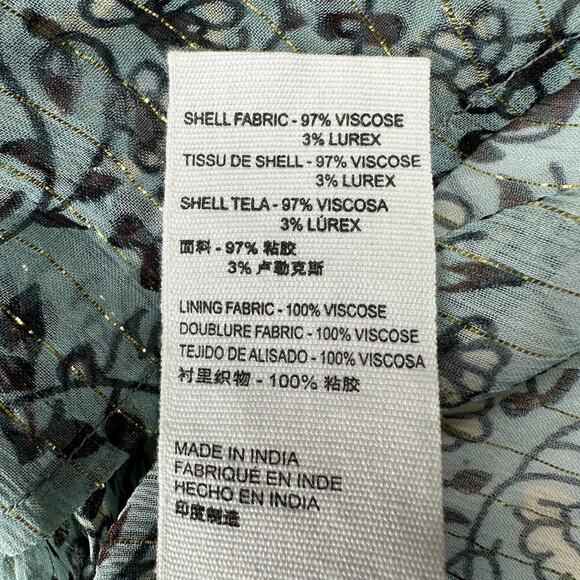 SHELL FABRIC - 97% VISCOSE
3% LUREX
TISSU DE SHELL - 97% VISCOSE
3% LUREX
SHELL TELA - 97% VISCOSA
3% LÚREX
面料 - 97% 粘胶
3% 卢勒克斯
LINING FABRIC - 100% VISCOSE
DOUBLURE FABRIC - 100% VISCOSE
TEJIDO DE ALISADO - 100% VISCOSA
衬里织物 - 100% 粘胶
MADE IN INDIA
FABRIQUÉ EN INDE
HECHO EN INDIA
印度制造